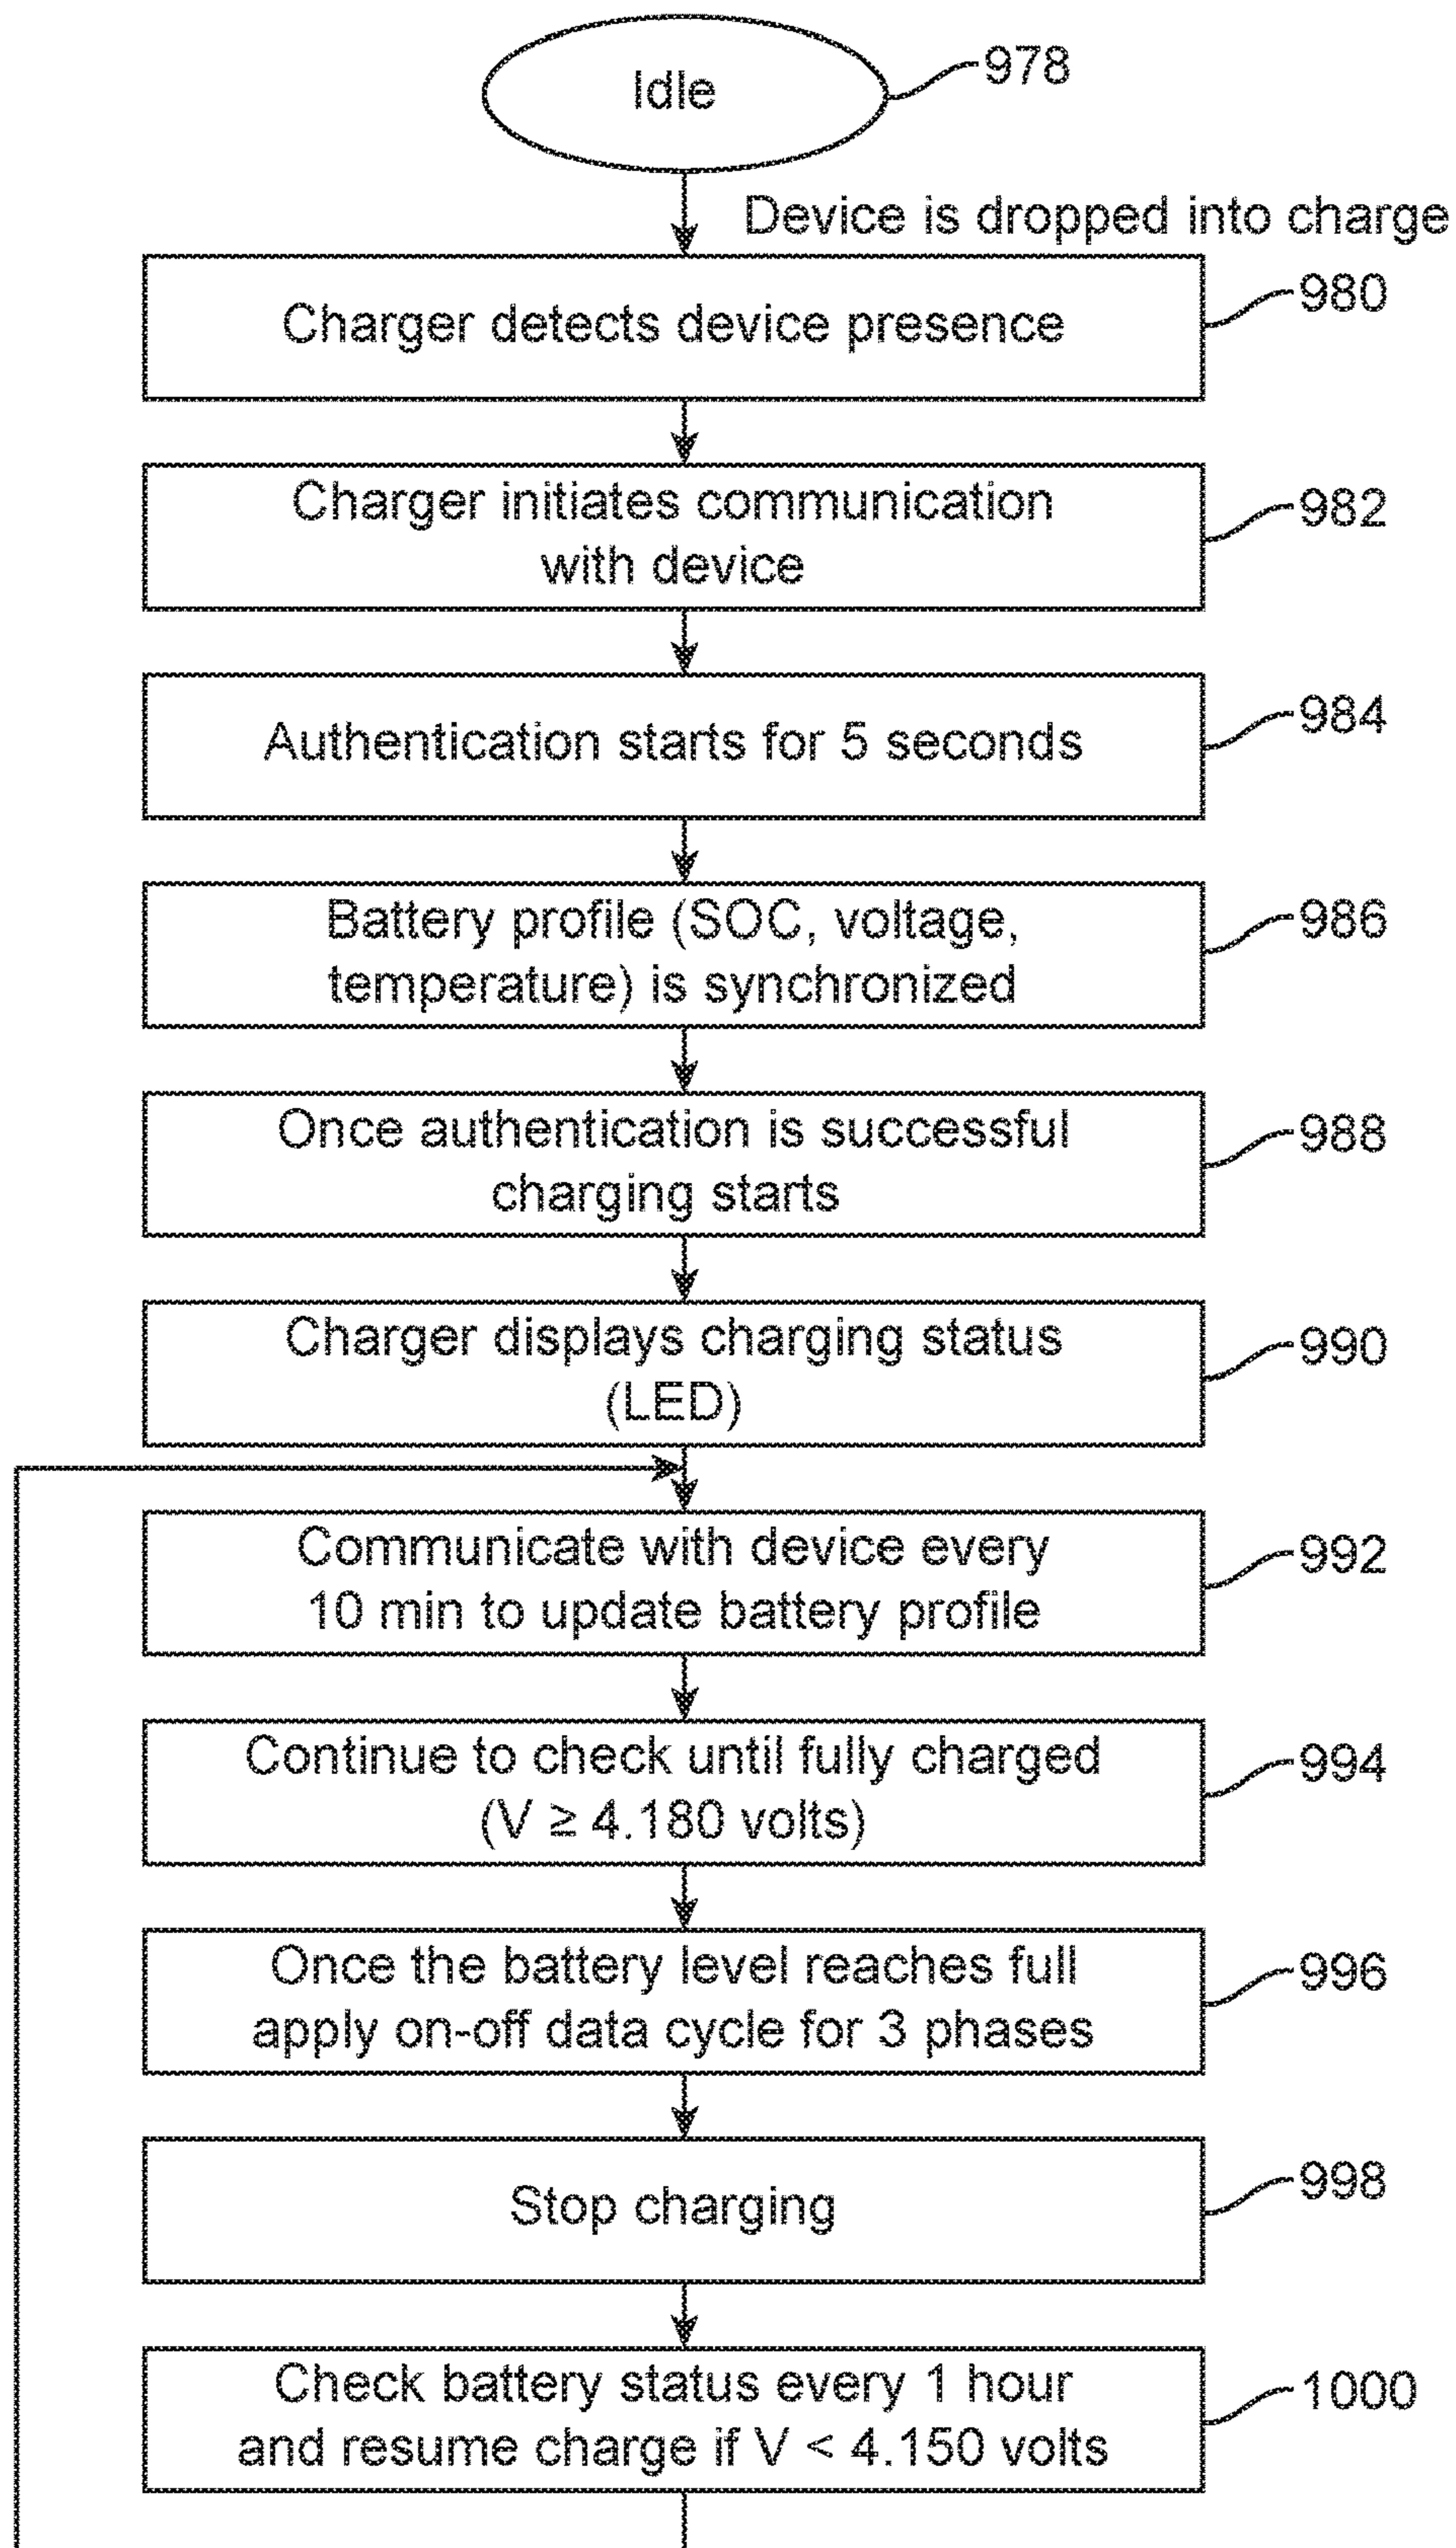 Idle
978
Device is dropped into charge
Charger detects device presence
980
Charger initiates communication
with device
982
Authentication starts for 5 seconds
984
Battery profile (SOC, voltage,
temperature) is synchronized
986
Once authentication is successful
charging starts
988
Charger displays charging status
(LED)
990
Communicate with device every
10 min to update battery profile
992
Continue to check until fully charged
(V ≥ 4.180 volts)
994
Once the battery level reaches full
apply on-off data cycle for 3 phases
996
Stop charging
998
Check battery status every 1 hour
and resume charge if V < 4.150 volts
1000